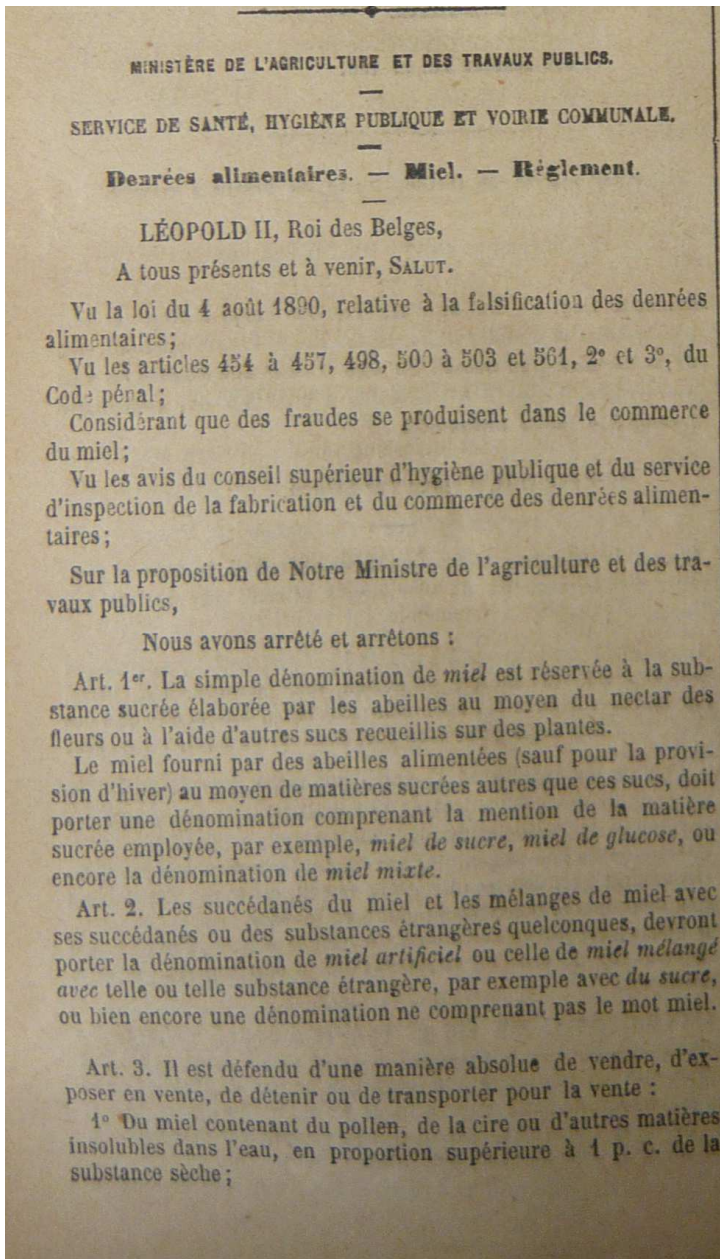 MINISTÈRE DE L'AGRICULTURE ET DES TRAVAUX PUBLICS.
SERVICE DE SANTÉ, HYGIÈNE PUBLIQUE ET VOIRIE COMMUNALE.
Denrées alimentaires. — Miel. — Règlement.
LÉOPOLD II, Roi des Belges,
A tous présents et à venir, SALUT.
Vu la loi du 4 août 1890, relative à la falsification des denrées
alimentaires;
Vu les articles 454 à 457, 498, 500 à 503 et 561, 2° et 3°, du
Code pénal;
Considérant que des fraudes se produisent dans le commerce
du miel;
Vu les avis du conseil supérieur d'hygiène publique et du service
d'inspection de la fabrication et du commerce des denrées alimen-
taires;
Sur la proposition de Notre Ministre de l'agriculture et des tra-
vaux publics,
Nous avons arrêté et arrêtons :
Art. 1er. La simple dénomination de miel est réservée à la sub-
stance sucrée élaborée par les abeilles au moyen du nectar des
fleurs ou à l'aide d'autres sucs recueillis sur des plantes.
Le miel fourni par des abeilles alimentées (sauf pour la provi-
sion d'hiver) au moyen de matières sucrées autres que ces sucs, doit
porter une dénomination comprenant la mention de la matière
sucrée employée, par exemple, miel de sucre, miel de glucose, ou
encore la dénomination de miel mixte.
Art. 2. Les succédanés du miel et les mélanges de miel avec
ses succédanés ou des substances étrangères quelconques, devront
porter la dénomination de miel artificiel ou celle de miel mélangé
avec telle ou telle substance étrangère, par exemple avec du sucre,
ou bien encore une dénomination ne comprenant pas le mot miel.
Art. 3. Il est défendu d'une manière absolue de vendre, d'ex-
poser en vente, de détenir ou de transporter pour la vente :
1° Du miel contenant du pollen, de la cire ou d'autres matières
insolubles dans l'eau, en proportion supérieure à 1 p. c. de la
substance sèche;